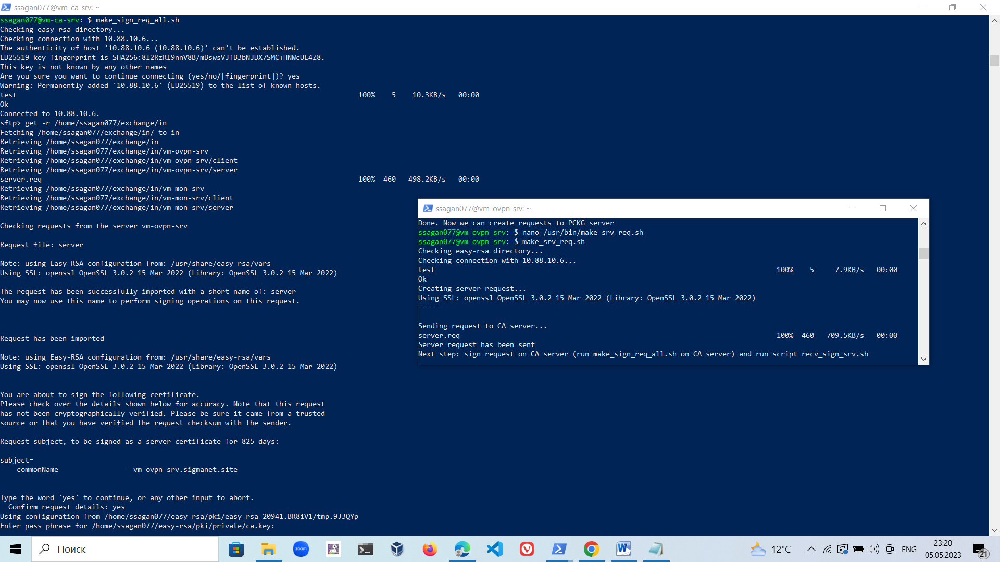 ssagan077@vm-ca-srv: ~
ssagan077@vm-ca-srv: $ make_sign_req_all.sh
Checking easy-rsa directory...
Checking connection with 10.88.10.6...
The authenticity of host '10.88.10.6 (10.88.10.6)' can't be established.
ED25519 key fingerprint is SHA256:8l2RzRI9nnV8B/mBswsVJfB3bNJDX7SMC+HNWcUE4Z8.
This key is not known by any other names
Are you sure you want to continue connecting (yes/no/[fingerprint])? yes
Warning: Permanently added '10.88.10.6' (ED25519) to the list of known hosts.
test 100% 5 10.3KB/s 00:00
Ok
Connected to 10.88.10.6.
sftp> get -r /home/ssagan077/exchange/in
Fetching /home/ssagan077/exchange/in/ to in
Retrieving /home/ssagan077/exchange/in
Retrieving /home/ssagan077/exchange/in/vm-ovpn-srv
Retrieving /home/ssagan077/exchange/in/vm-ovpn-srv/client
Retrieving /home/ssagan077/exchange/in/vm-ovpn-srv/server
server.req 100% 460 498.2KB/s 00:00
Retrieving /home/ssagan077/exchange/in/vm-mon-srv
Retrieving /home/ssagan077/exchange/in/vm-mon-srv/client
Retrieving /home/ssagan077/exchange/in/vm-mon-srv/server
Checking requests from the server vm-ovpn-srv
Request file: server
Note: using Easy-RSA configuration from: /usr/share/easy-rsa/vars
Using SSL: openssl OpenSSL 3.0.2 15 Mar 2022 (Library: OpenSSL 3.0.2 15 Mar 2022)
The request has been successfully imported with a short name of: server
You may now use this name to perform signing operations on this request.
Request has been imported
Note: using Easy-RSA configuration from: /usr/share/easy-rsa/vars
Using SSL: openssl OpenSSL 3.0.2 15 Mar 2022 (Library: OpenSSL 3.0.2 15 Mar 2022)
You are about to sign the following certificate.
Please check over the details shown below for accuracy. Note that this request
has not been cryptographically verified. Please be sure it came from a trusted
source or that you have verified the request checksum with the sender.
Request subject, to be signed as a server certificate for 825 days:
subject=
commonName = vm-ovpn-srv.sigmanet.site
Type the word 'yes' to continue, or any other input to abort.
Confirm request details: yes
Using configuration from /home/ssagan077/easy-rsa/pki/easy-rsa-20941.BR8iV1/tmp.9J3QYp
Enter pass phrase for /home/ssagan077/easy-rsa/pki/private/ca.key:
ssagan077@vm-ovpn-srv: ~
Done. Now we can create requests to PCKG server
ssagan077@vm-ovpn-srv: $ nano /usr/bin/make_srv_req.sh
ssagan077@vm-ovpn-srv: $ make_srv_req.sh
Checking easy-rsa directory...
Checking connection with 10.88.10.6...
test 100% 5 7.9KB/s 00:00
Ok
Creating server request...
Using SSL: openssl OpenSSL 3.0.2 15 Mar 2022 (Library: OpenSSL 3.0.2 15 Mar 2022)
-----
Sending request to CA server...
server.req 100% 460 709.5KB/s 00:00
Server request has been sent
Next step: sign request on CA server (run make_sign_req_all.sh on CA server) and run script recv_sign_srv.sh
Поиск
zoom
12°C
ENG
23:20
05.05.2023
21